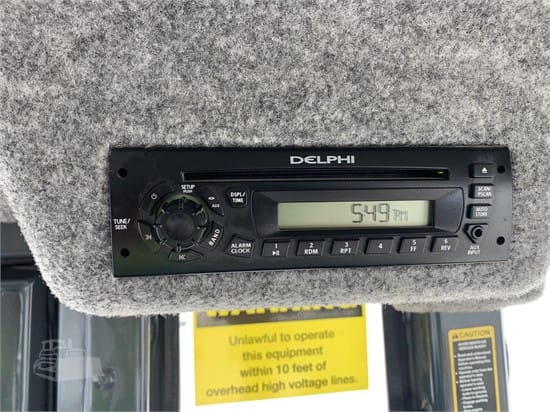 DELPHI
SETUP
PUSH
DSPL/
TIME
AUX
TUNE/
SEEK
BAND
ALARM
CLOCK
5:49 AM
1
2
RDM
3
RPT
4
5
FF
6
REV
SCAN
PSCAN
AUTO
STORE
AUX
INPUT
WARNING
Unlawful to operate
this equipment
within 10 feet of
overhead high voltage lines.
CAUTION